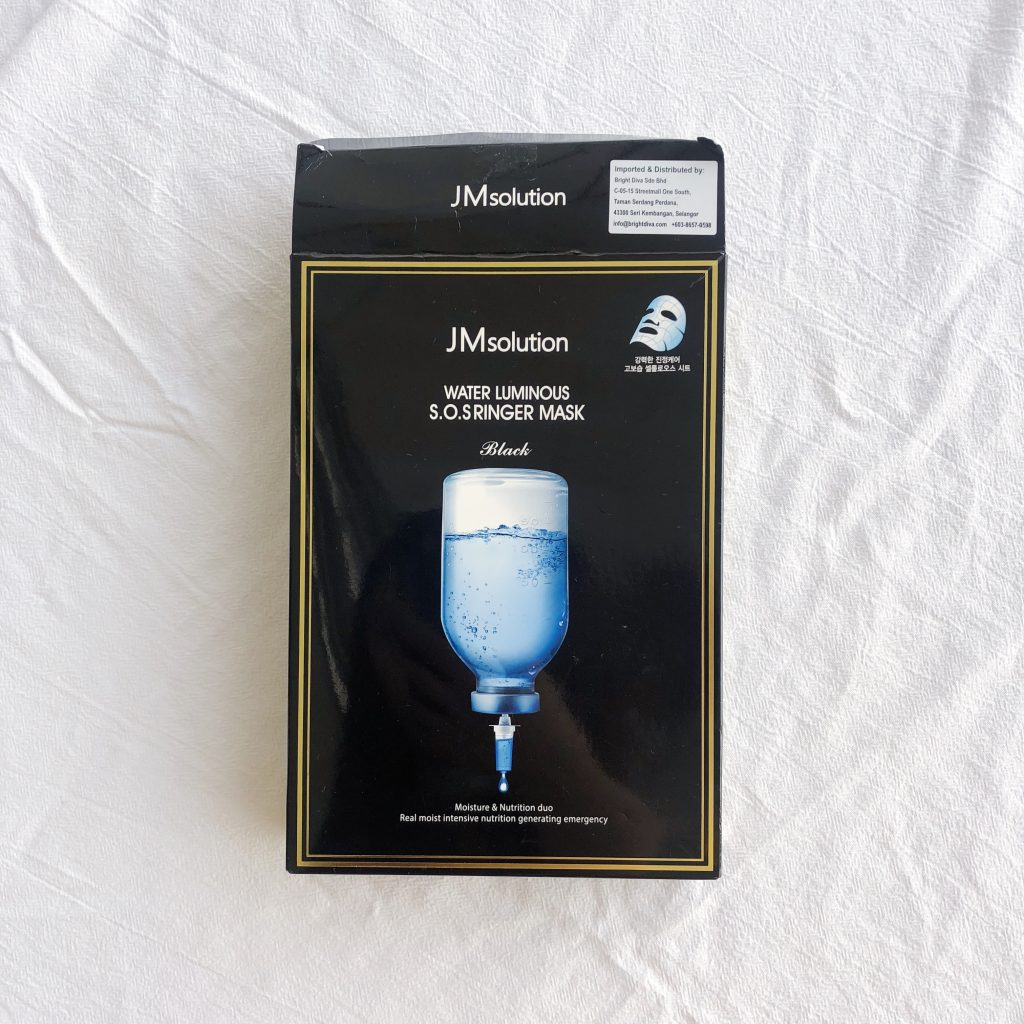 JMsolution
Imported & Distributed by:
Bright Diva Sdn Bhd
C-05-15 Streetmall One South,
Taman Serdang Perdana,
43300 Seri Kembangan, Selangor
info@brightdiva.com +603-8657-0598
JMsolution
강력한 진정케어
고보습 셀룰로오스 시트
WATER LUMINOUS
S.O.S RINGER MASK
Black
Moisture & Nutrition duo
Real moist intensive nutrition generating emergency